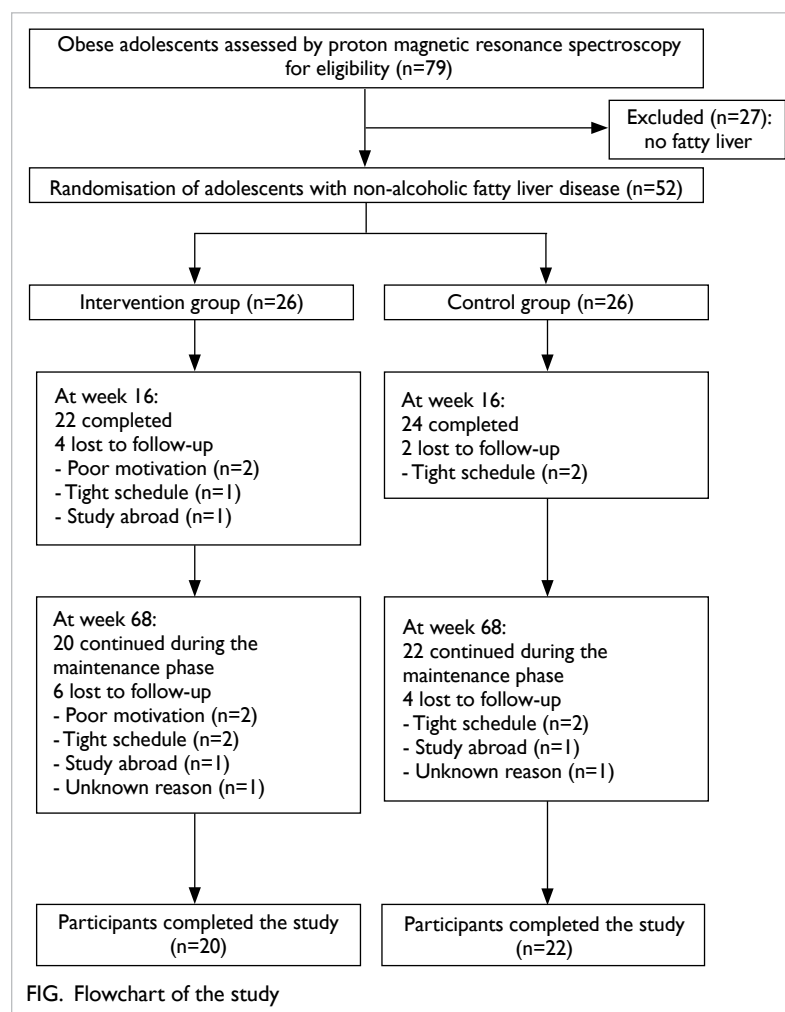 Obese adolescents assessed by proton magnetic resonance spectroscopy
for eligibility (n=79)
Excluded (n=27):
no fatty liver
Randomisation of adolescents with non-alcoholic fatty liver disease (n=52)
Intervention group (n=26)
Control group (n=26)
At week 16:
22 completed
4 lost to follow-up
- Poor motivation (n=2)
- Tight schedule (n=1)
- Study abroad (n=1)
At week 16:
24 completed
2 lost to follow-up
- Tight schedule (n=2)
At week 68:
20 continued during the
maintenance phase
6 lost to follow-up
- Poor motivation (n=2)
- Tight schedule (n=2)
- Study abroad (n=1)
- Unknown reason (n=1)
At week 68:
22 continued during the
maintenance phase
4 lost to follow-up
- Tight schedule (n=2)
- Study abroad (n=1)
- Unknown reason (n=1)
Participants completed the study
(n=20)
Participants completed the study
(n=22)
FIG. Flowchart of the study